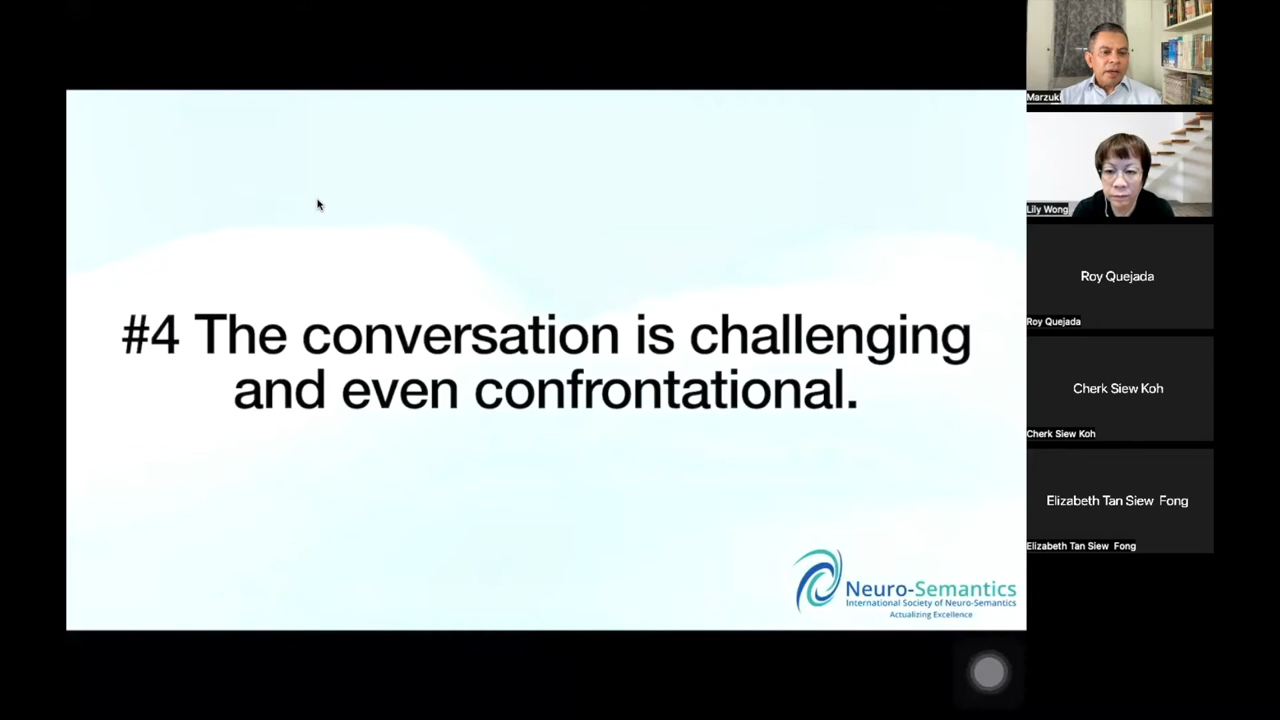 #4 The conversation is challenging
and even confrontational.
Neuro-Semantics
International Society of Neuro-Semantics
Actualizing Excellence
Marzuki
Lily Wong
Roy Quejada
Roy Quejada
Cherk Siew Koh
Cherk Siew Koh
Elizabeth Tan Siew Fong
Elizabeth Tan Siew Fong